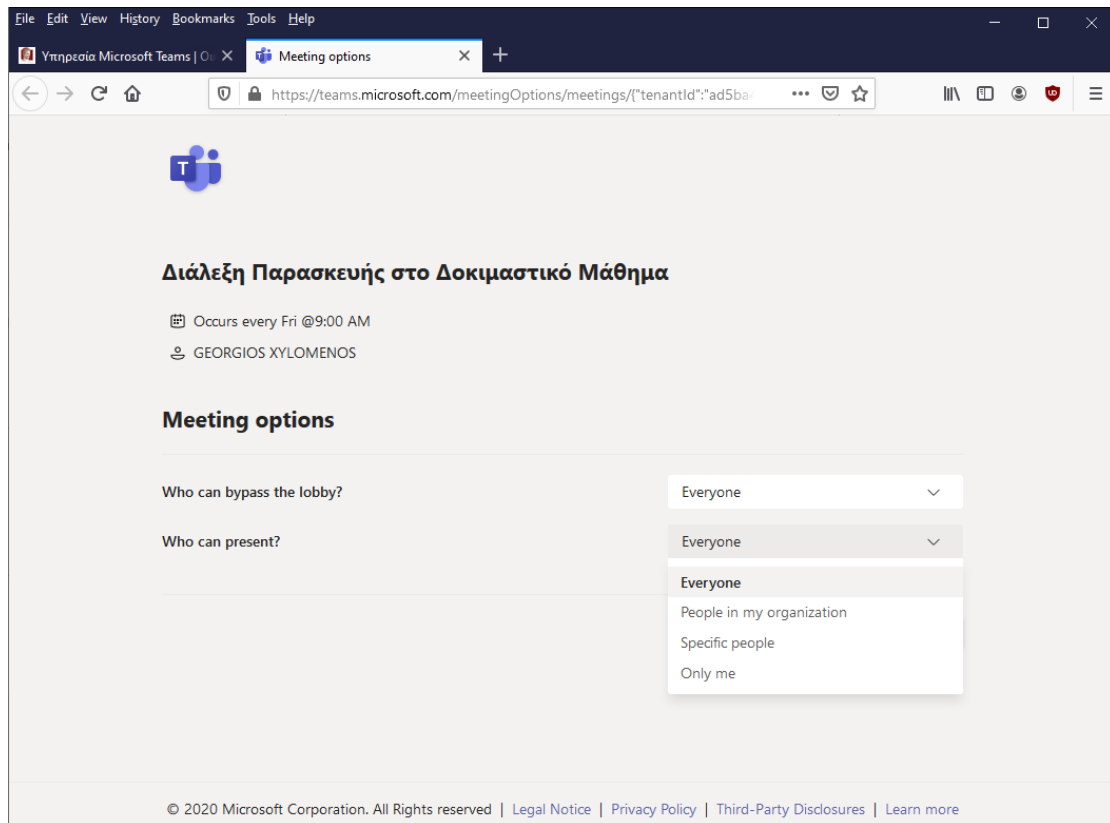 File Edit View History Bookmarks Tools Help
Υπηρεσία Microsoft Teams | Meeting options
https://teams.microsoft.com/meetingOptions/meetings/{"tenantId":"ad5ba
T
Διάλεξη Παρασκευής στο Δοκιμαστικό Μάθημα
Occurs every Fri @9:00 AM
GEORGIOS XYLOMENOS
Meeting options
Who can bypass the lobby? Everyone
Who can present? Everyone
Everyone
People in my organization
Specific people
Only me
© 2020 Microsoft Corporation. All Rights reserved | Legal Notice | Privacy Policy | Third-Party Disclosures | Learn more